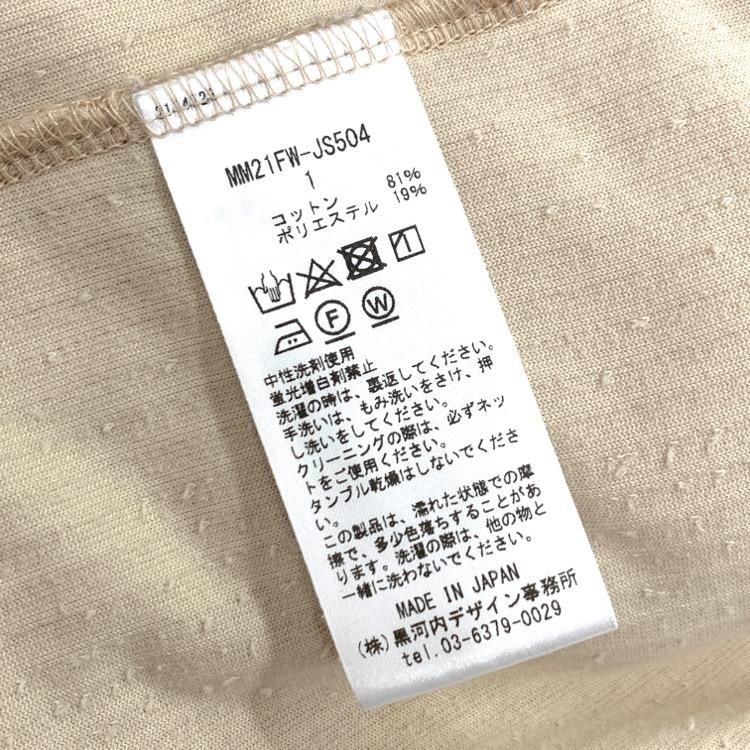 MM21FW-JS504
1
コットン 81%
ポリエステル 19%
F W
中性洗剤使用
蛍光増白剤禁止
洗濯の時は、裏返してください。
手洗いは、もみ洗いをさけ、押
し洗いをしてください。
クリーニングの際は、必ずネッ
トをご使用ください。
タンブル乾燥はしないでくださ
い。
この製品は、濡れた状態での摩
擦で、多少色落ちすることがあ
ります。洗濯の際は、他の物と
一緒に洗わないでください。
MADE IN JAPAN
(株)黒河内デザイン事務所
tel.03-6379-0029